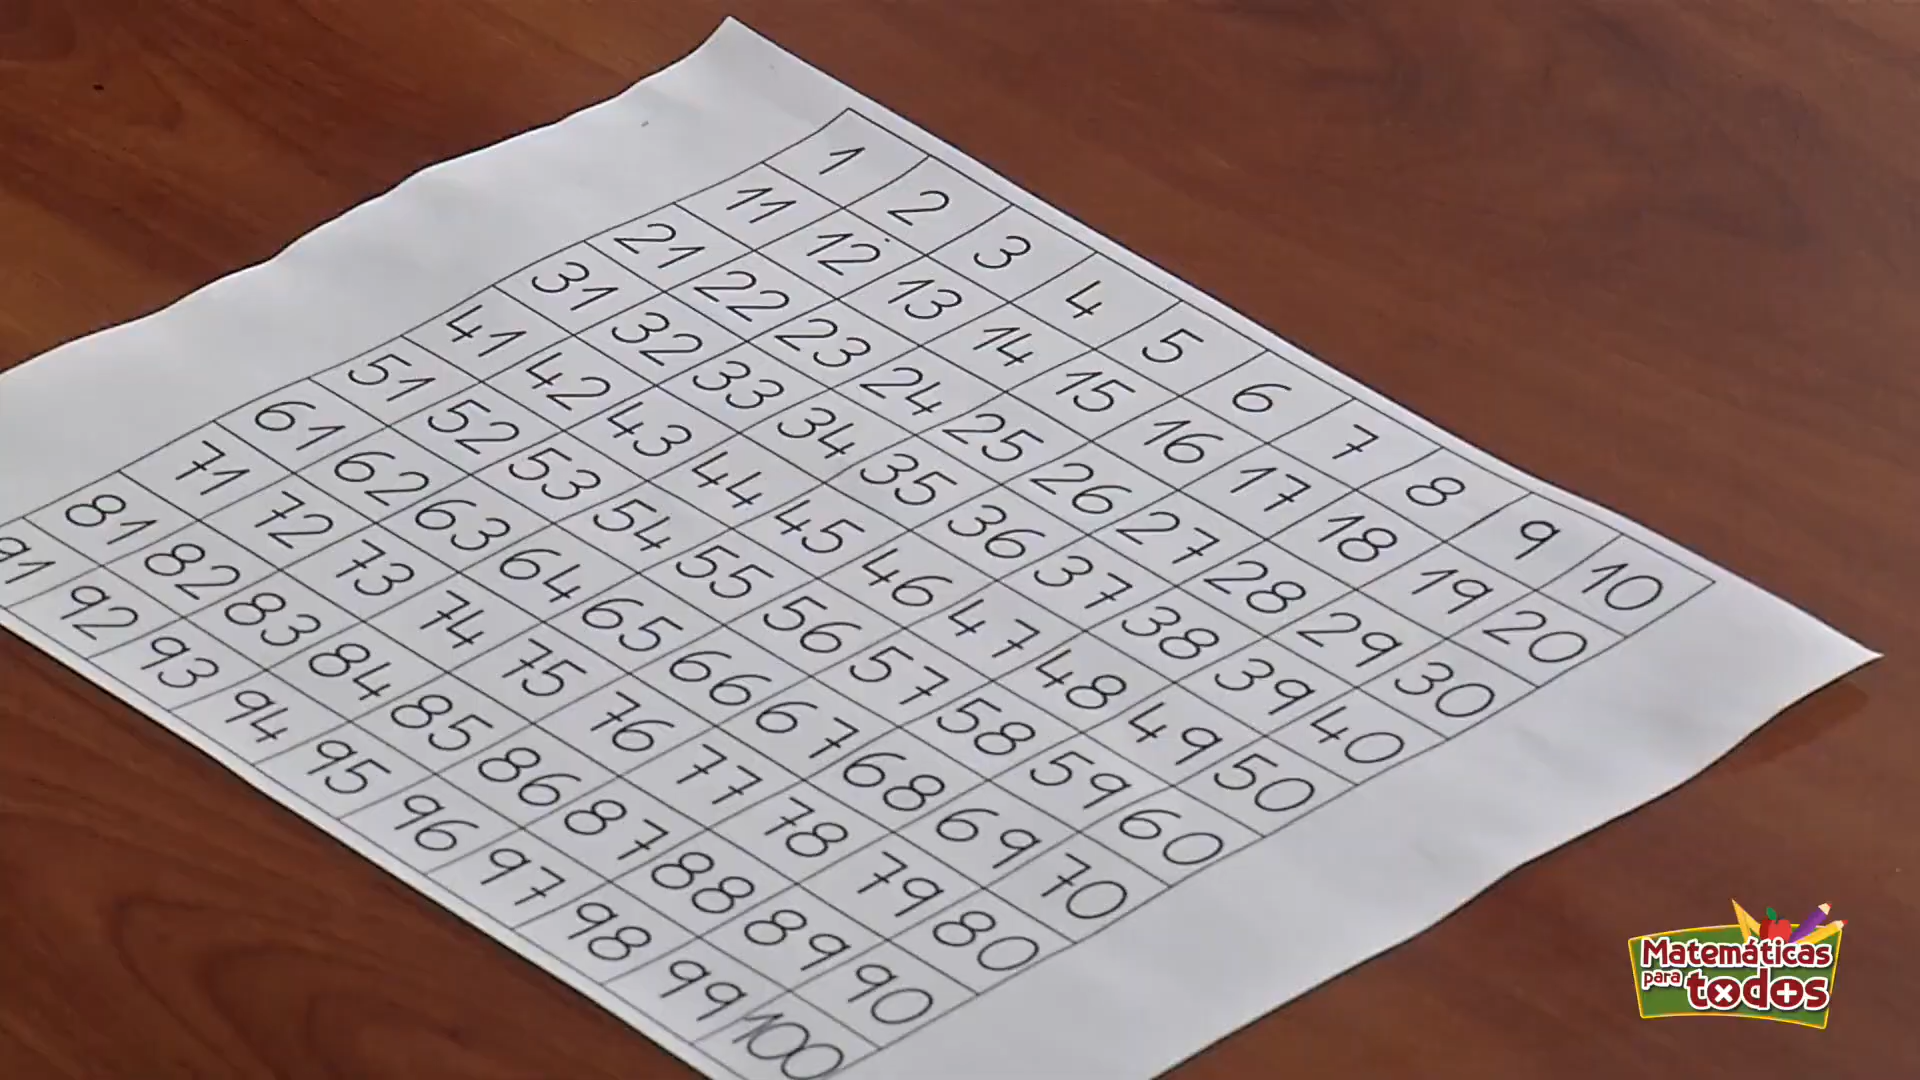 1 2 3 4 5 6 7 8 9 10
11 12 13 14 15 16 17 18 19 20
21 22 23 24 25 26 27 28 29 30
31 32 33 34 35 36 37 38 39 40
41 42 43 44 45 46 47 48 49 50
51 52 53 54 55 56 57 58 59 60
61 62 63 64 65 66 67 68 69 70
71 72 73 74 75 76 77 78 79 80
81 82 83 84 85 86 87 88 89 90
91 92 93 94 95 96 97 98 99 100
Matemáticas
para todos